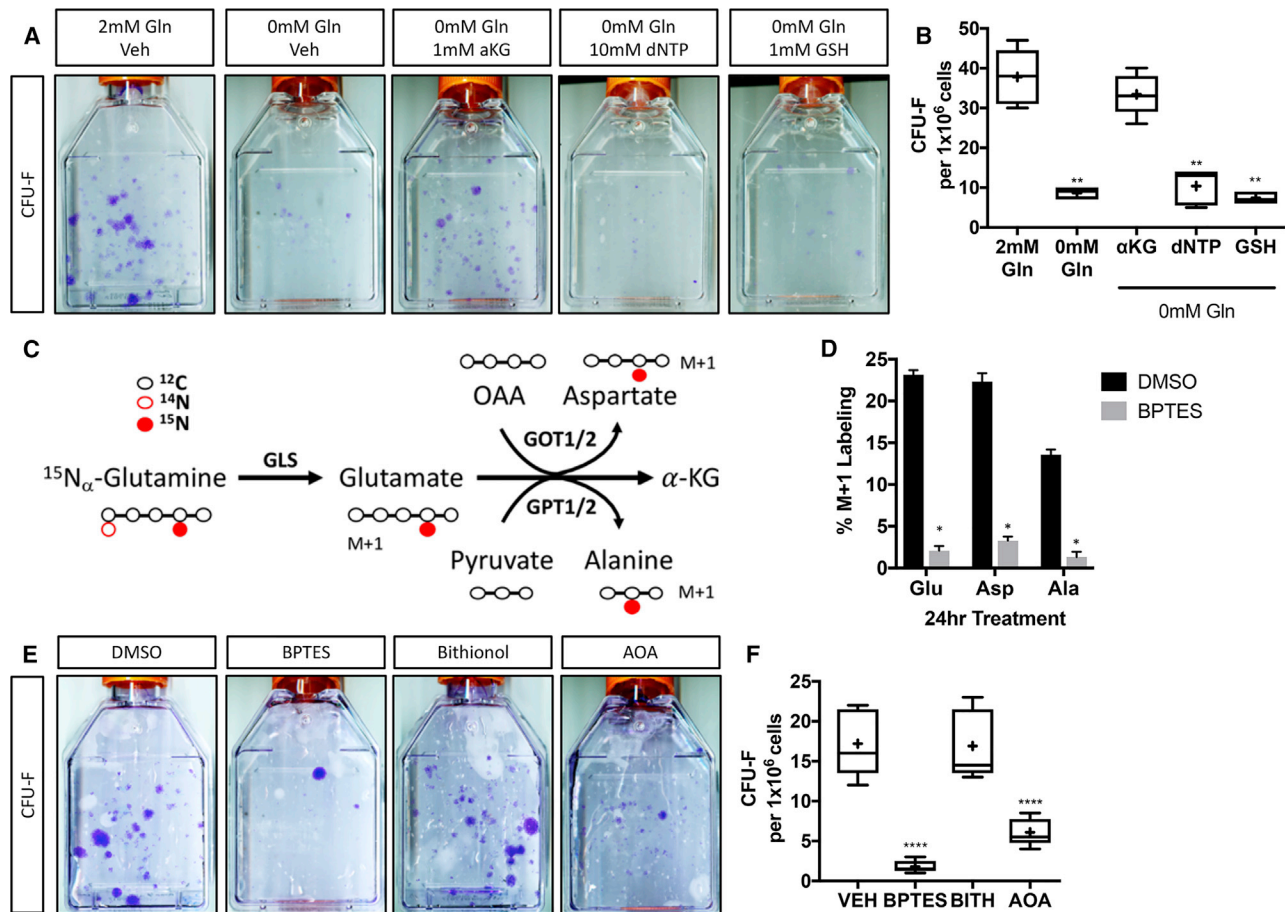 A
2mM Gln
Veh
0mM Gln
Veh
0mM Gln
1mM aKG
0mM Gln
10mM dNTP
0mM Gln
1mM GSH
CFU-F
B
CFU-F
per 1x10⁶ cells
50
40
30
20
10
0
**
**
**
2mM
Gln
0mM
Gln
αKG
dNTP
GSH
0mM Gln
C
¹²C
¹⁴N
¹⁵N
OAA
Aspartate
M+1
GOT1/2
¹⁵Nα-Glutamine
GLS
Glutamate
α-KG
M+1
GPT1/2
Pyruvate
Alanine
M+1
D
% M+1 Labeling
25
20
15
10
5
0
*
*
*
Glu
Asp
Ala
24hr Treatment
DMSO
BPTES
E
DMSO
BPTES
Bithionol
AOA
CFU-F
F
CFU-F
per 1x10⁶ cells
25
20
15
10
5
0
****
****
VEH
BPTES
BITH
AOA